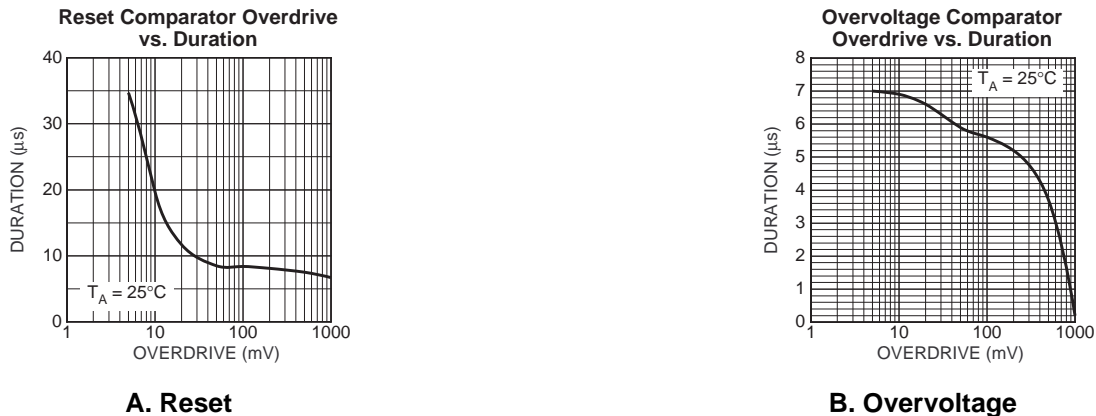 Reset Comparator Overdrive
vs. Duration
40
30
20
10
0
DURATION (µs)
T_A = 25°C
1
10
100
1000
OVERDRIVE (mV)
A. Reset
Overvoltage Comparator
Overdrive vs. Duration
8
7
6
5
4
3
2
1
0
DURATION (µs)
T_A = 25°C
1
10
100
1000
OVERDRIVE (mV)
B. Overvoltage